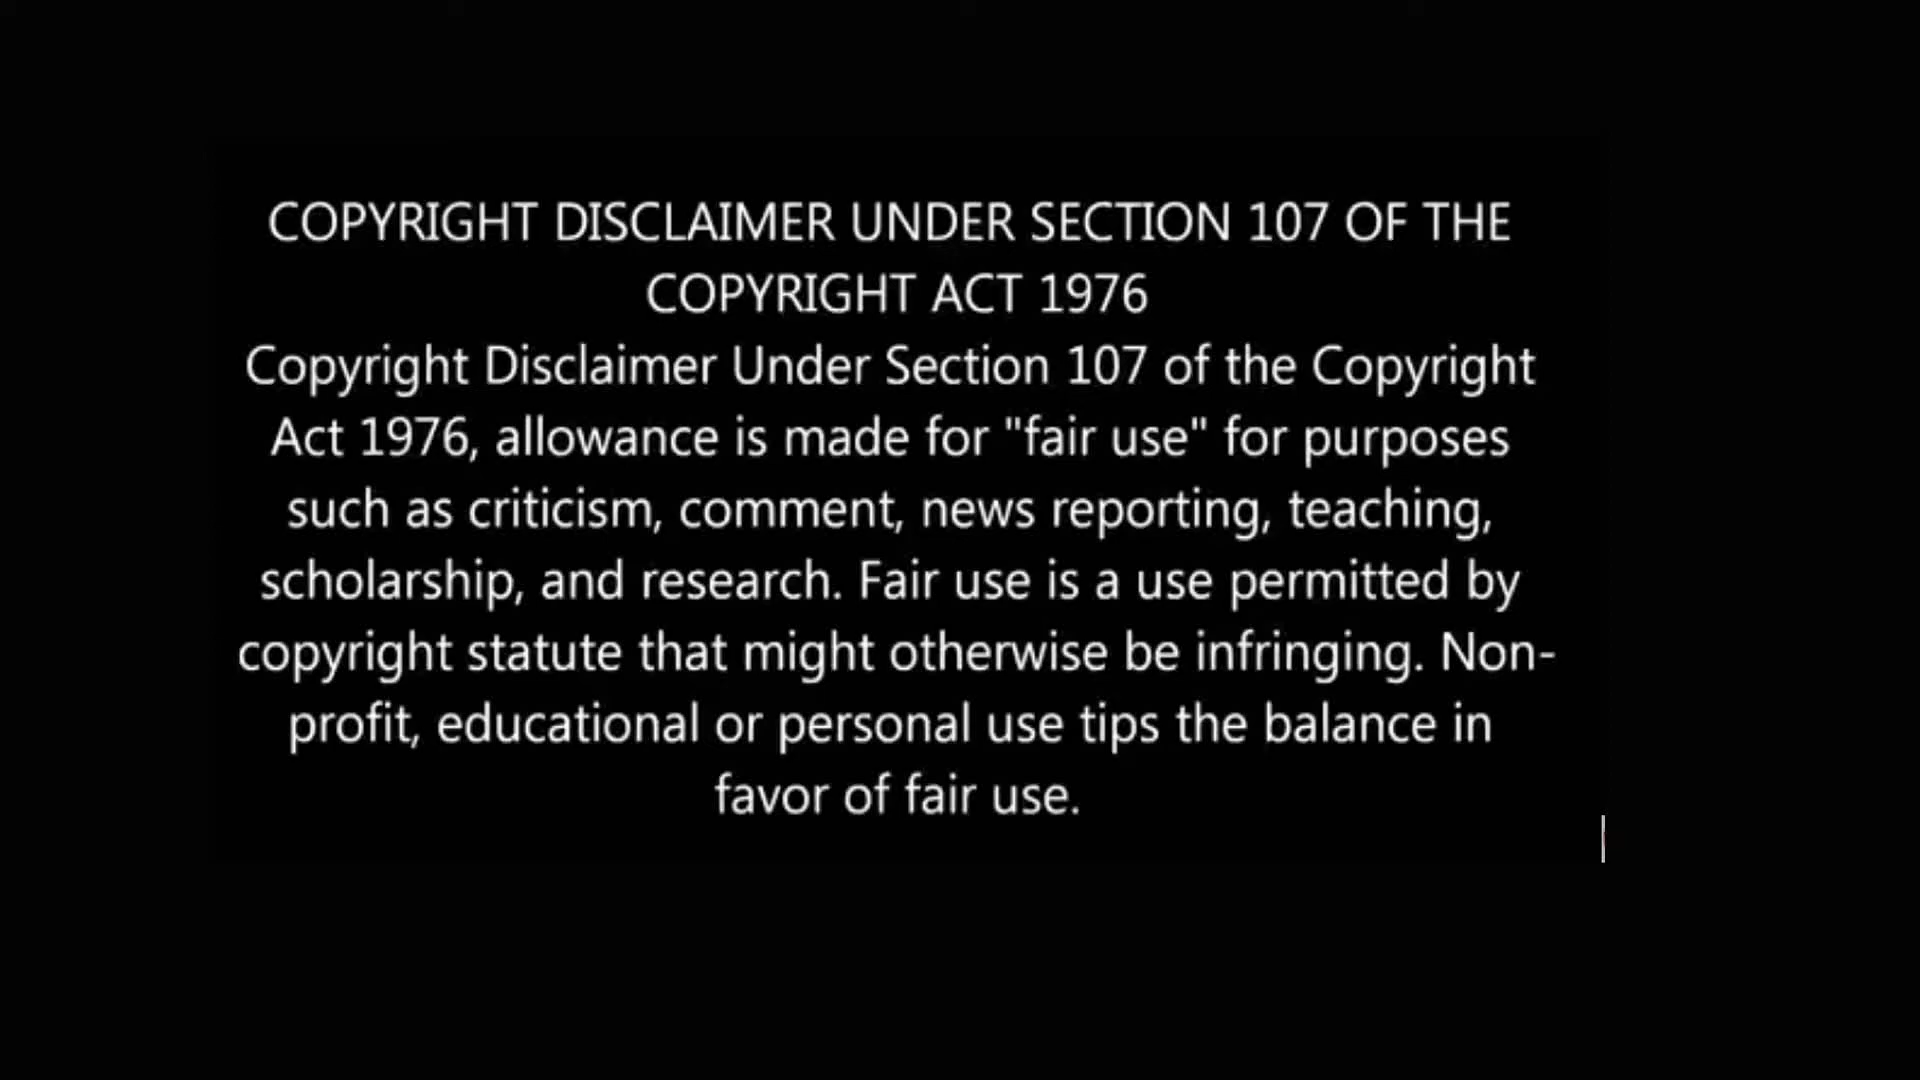 COPYRIGHT DISCLAIMER UNDER SECTION 107 OF THE
COPYRIGHT ACT 1976
Copyright Disclaimer Under Section 107 of the Copyright
Act 1976, allowance is made for "fair use" for purposes
such as criticism, comment, news reporting, teaching,
scholarship, and research. Fair use is a use permitted by
copyright statute that might otherwise be infringing. Non-
profit, educational or personal use tips the balance in
favor of fair use.